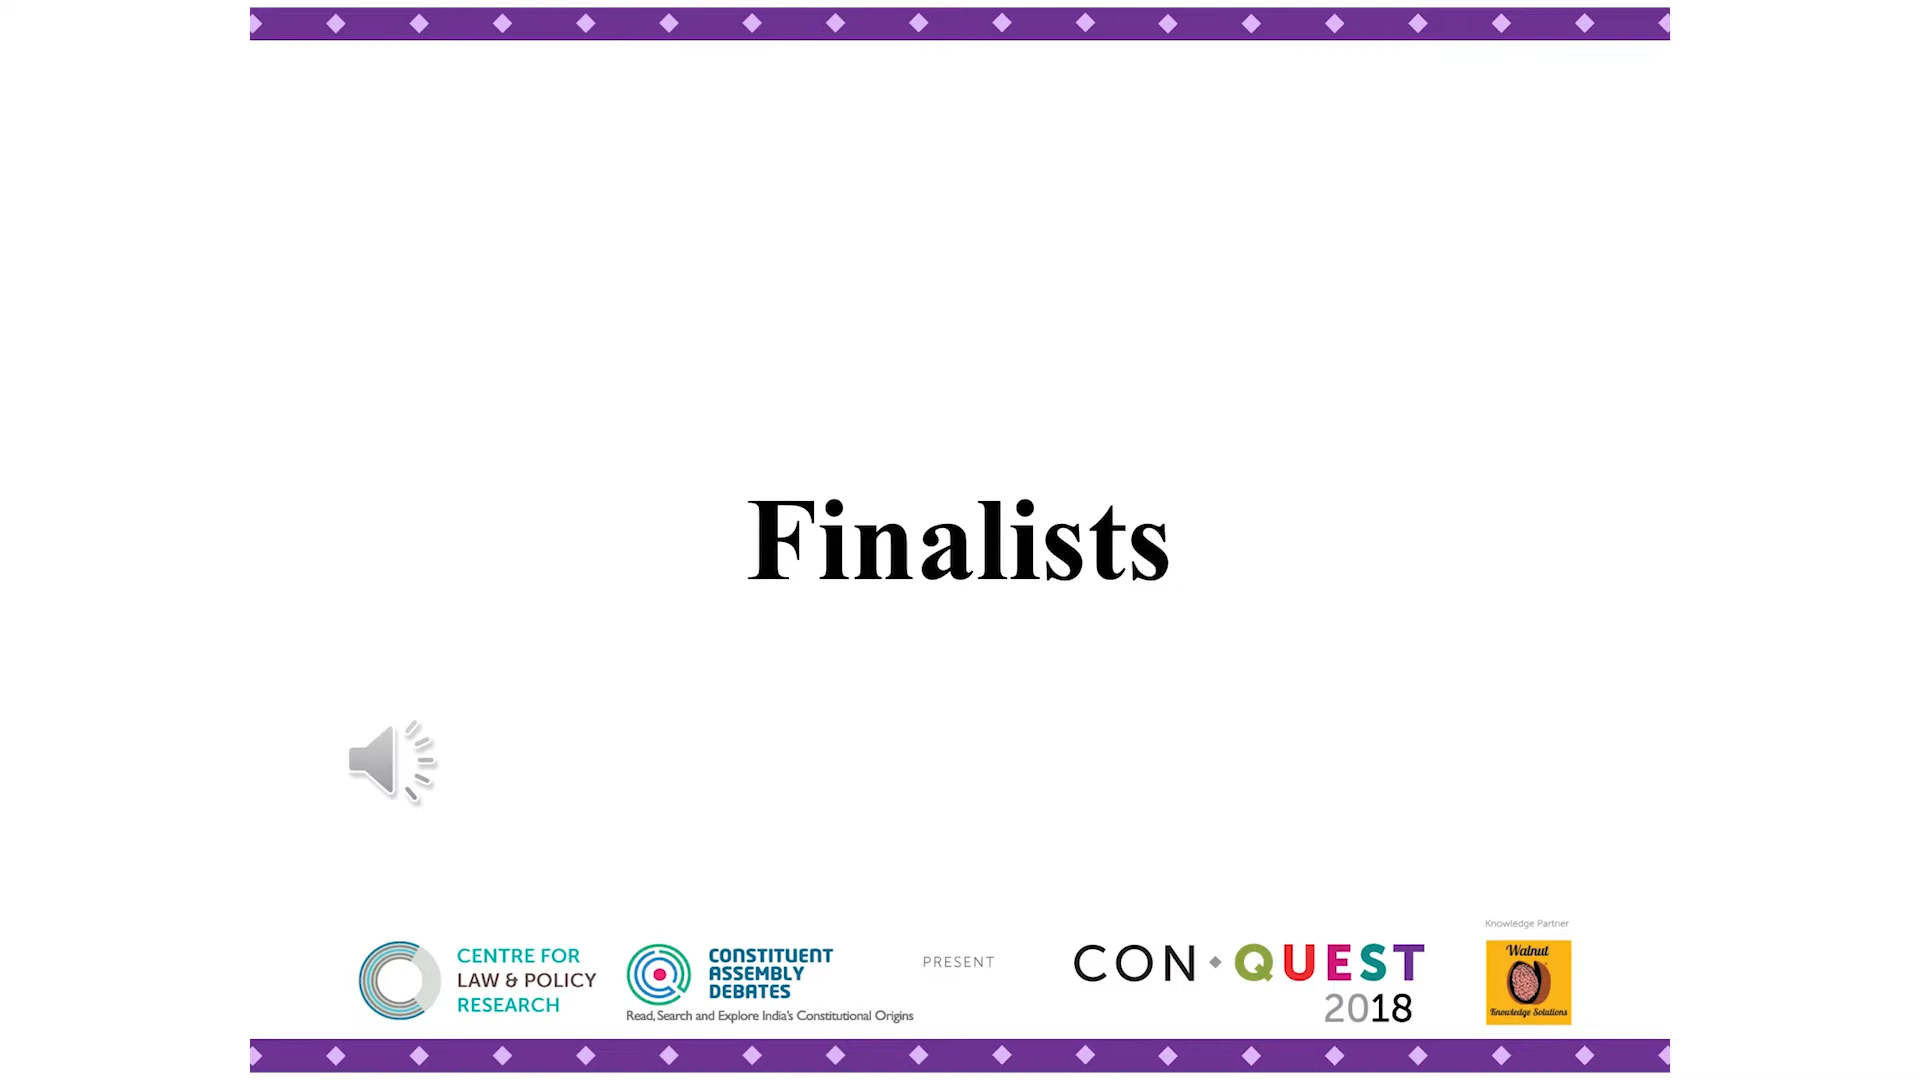 Finalists
Knowledge Partner
CENTRE FOR
LAW & POLICY
RESEARCH
CONSTITUENT
ASSEMBLY
DEBATES
Read, Search and Explore India's Constitutional Origins
PRESENT
CON QUEST
2018
Walnut
Knowledge Solutions